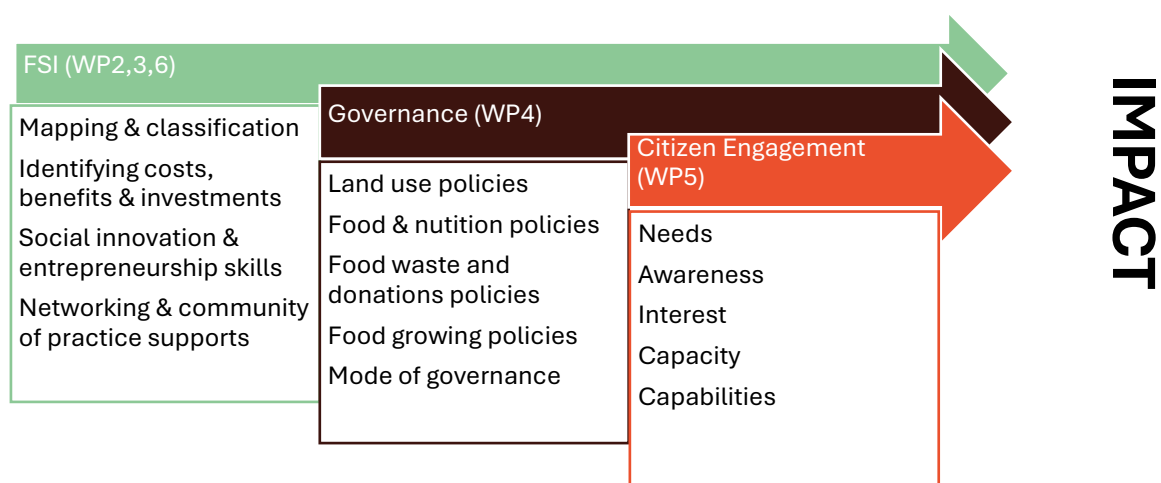 FSI (WP2,3,6)
Mapping & classification
Identifying costs,
benefits & investments
Social innovation &
entrepreneurship skills
Networking & community
of practice supports
Governance (WP4)
Land use policies
Food & nutition policies
Food waste and
donations policies
Food growing policies
Mode of governance
Citizen Engagement
(WP5)
Needs
Awareness
Interest
Capacity
Capabilities
IMPACT